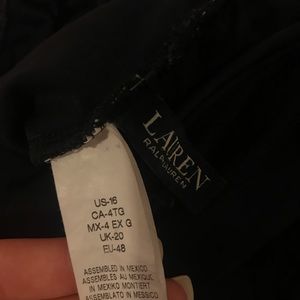 LAUREN
RALPH LAUREN
US-16
CA-4TG
MX-4 EX G
UK-20
EU-48
ASSEMBLED IN MEXICO
ASSEMBLES AU MEXIQUE
IN MEXIKO MONTIERT
ASSEMBLATO IN MESSICO